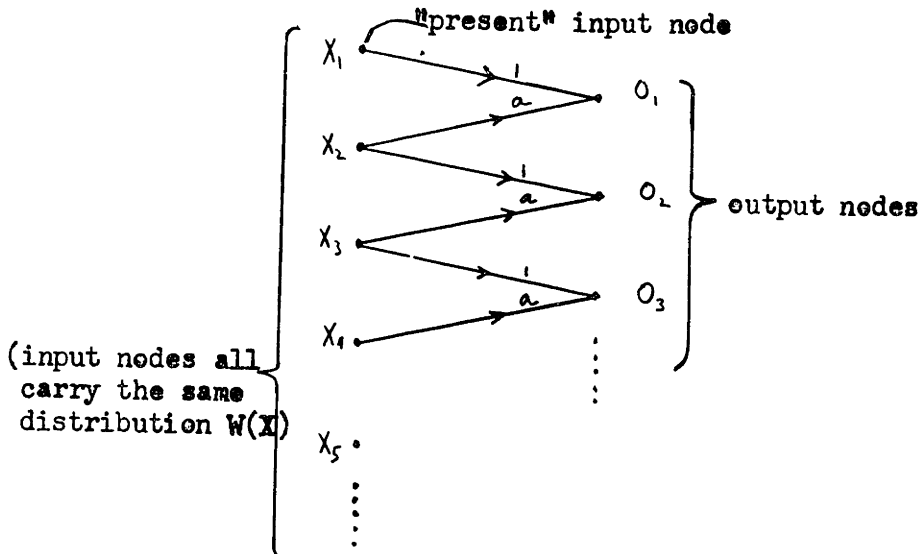 "present" input node
X₁
1
a
O₁
X₂
1
a
O₂
output nodes
X₃
1
a
O₃
X₄
(input nodes all
carry the same
distribution W(X)
X₅